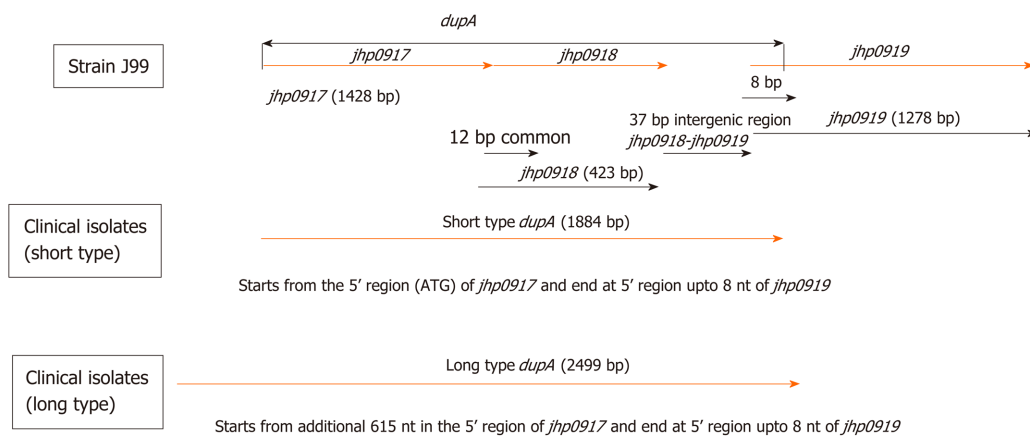 dupA
Strain J99
jhp0917
jhp0918
jhp0919
8 bp
jhp0917 (1428 bp)
37 bp intergenic region
jhp0918-jhp0919
jhp0919 (1278 bp)
12 bp common
jhp0918 (423 bp)
Clinical isolates
(short type)
Short type dupA (1884 bp)
Starts from the 5′ region (ATG) of jhp0917 and end at 5′ region upto 8 nt of jhp0919
Clinical isolates
(long type)
Long type dupA (2499 bp)
Starts from additional 615 nt in the 5′ region of jhp0917 and end at 5′ region upto 8 nt of jhp0919